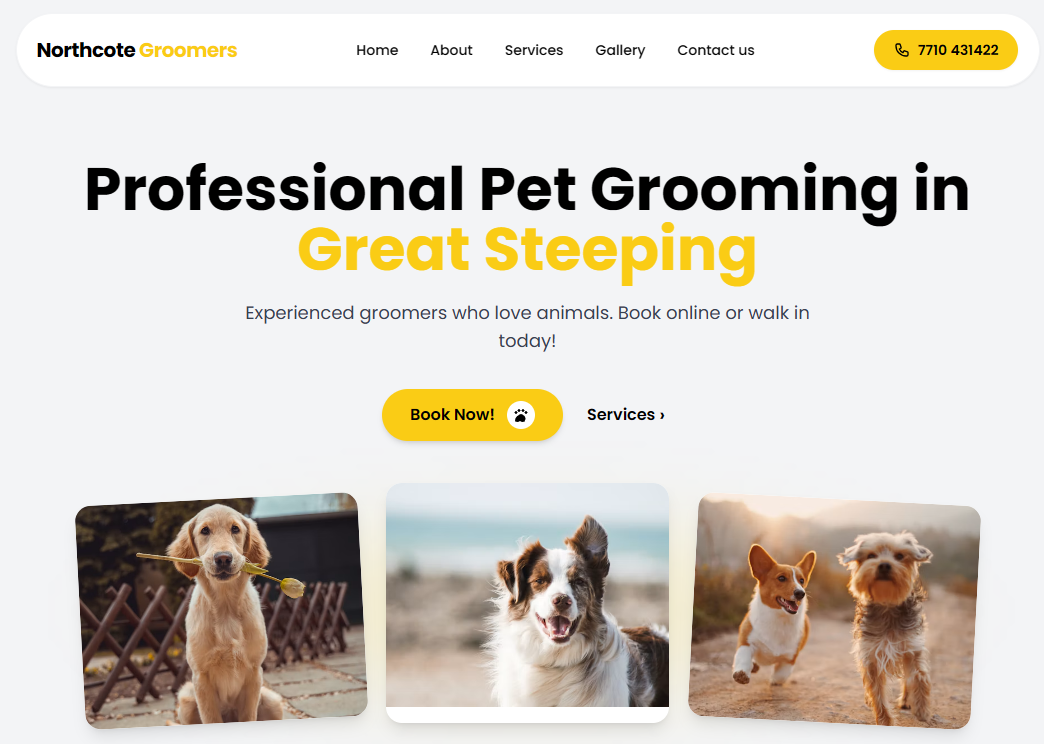 Northcote Groomers
Home
About
Services
Gallery
Contact us
7710 431422
Professional Pet Grooming in
Great Steeping
Experienced groomers who love animals. Book online or walk in
today!
Book Now!
Services ›